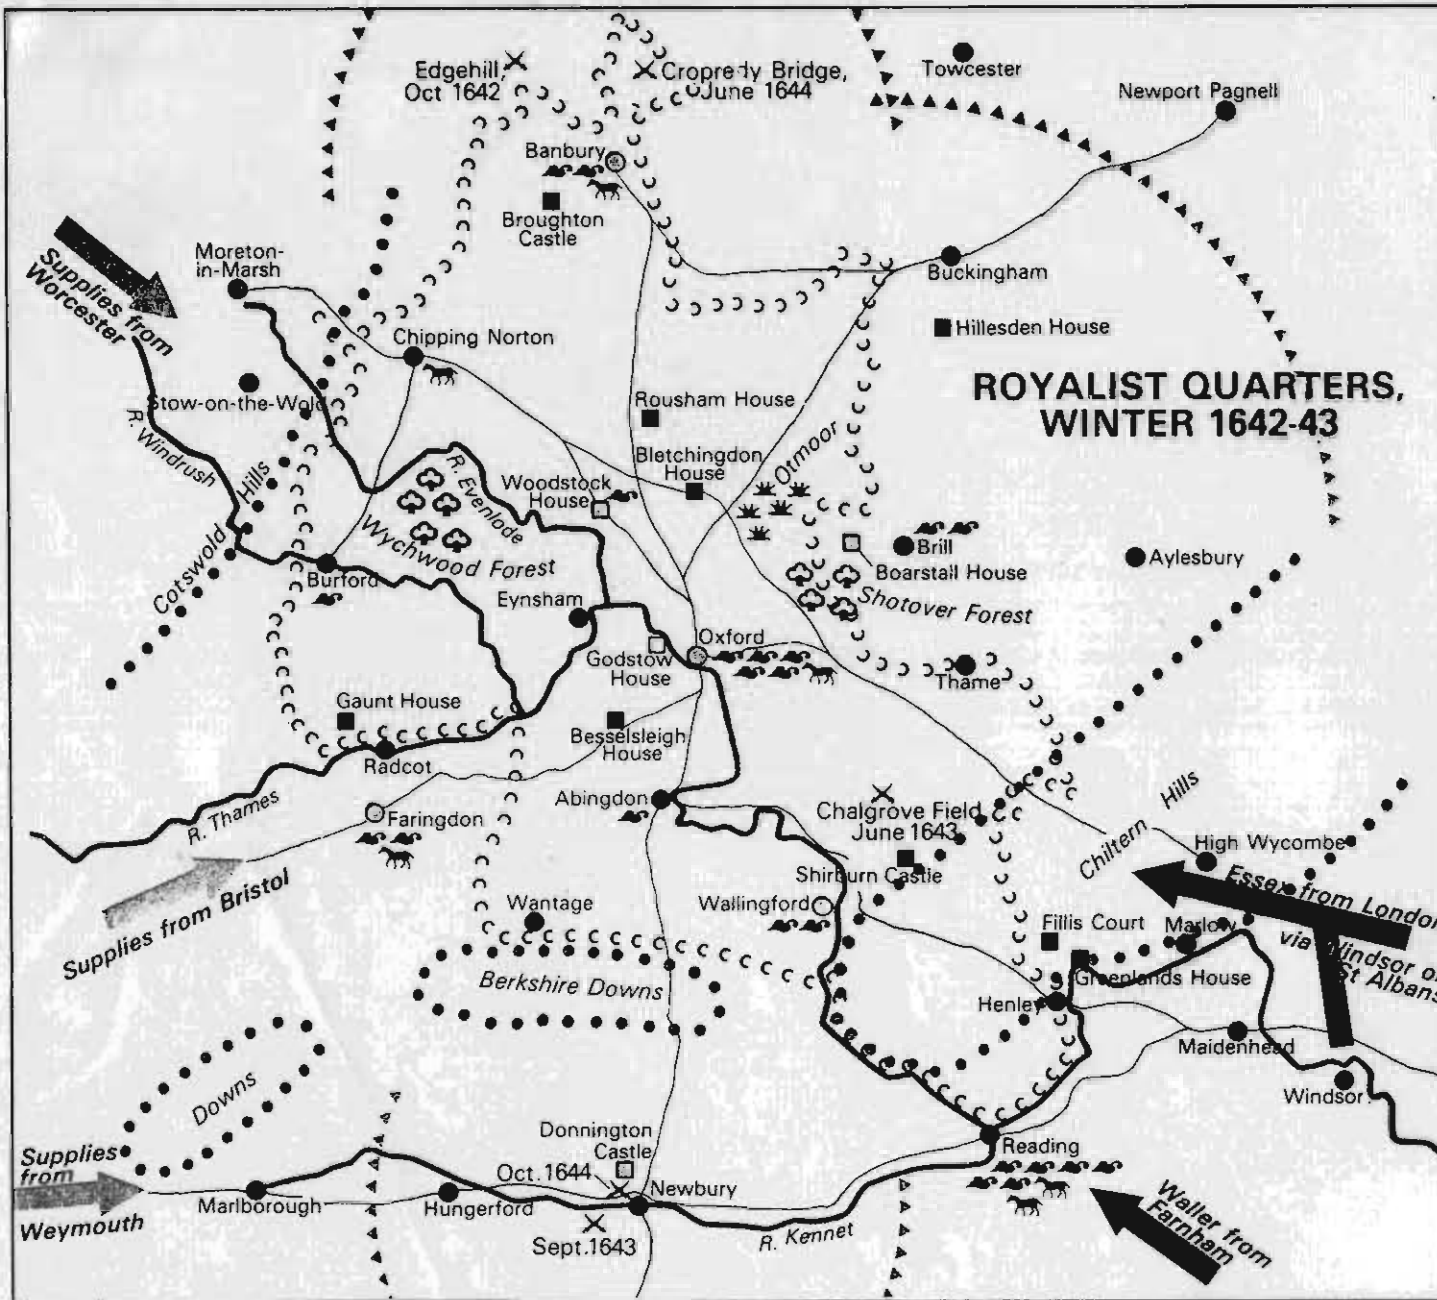 Edgehill,
Oct 1642
Cropredy Bridge,
June 1644
Towcester
Newport Pagnell
Banbury
Broughton
Castle
Moreton-
in-Marsh
Supplies from
Worcester
Buckingham
Hillesden House
Chipping Norton
ROYALIST QUARTERS,
WINTER 1642-43
Stow-on-the-Wold
R. Windrush
Rousham House
Bletchingdon
House
Otmoor
Cotswold Hills
R. Evenlode
Woodstock
House
Wychwood Forest
Brill
Boarstall House
Aylesbury
Burford
Shotover Forest
Eynsham
Oxford
Godstow
House
Thame
Gaunt House
Besselsleigh
House
Radcot
R. Thames
Faringdon
Abingdon
Chalgrove Field
June 1643
Chiltern Hills
High Wycombe
Shirburn Castle
Supplies from Bristol
Wantage
Wallingford
Essex from London
via Windsor or
St Albans
Fillis Court
Marlow
Greenlands House
Berkshire Downs
Henley
Maidenhead
Windsor
Downs
Donnington
Castle
Oct.1644
Reading
Supplies
from
Weymouth
Marlborough
Hungerford
Newbury
Sept.1643
R. Kennet
Waller from
Farnham